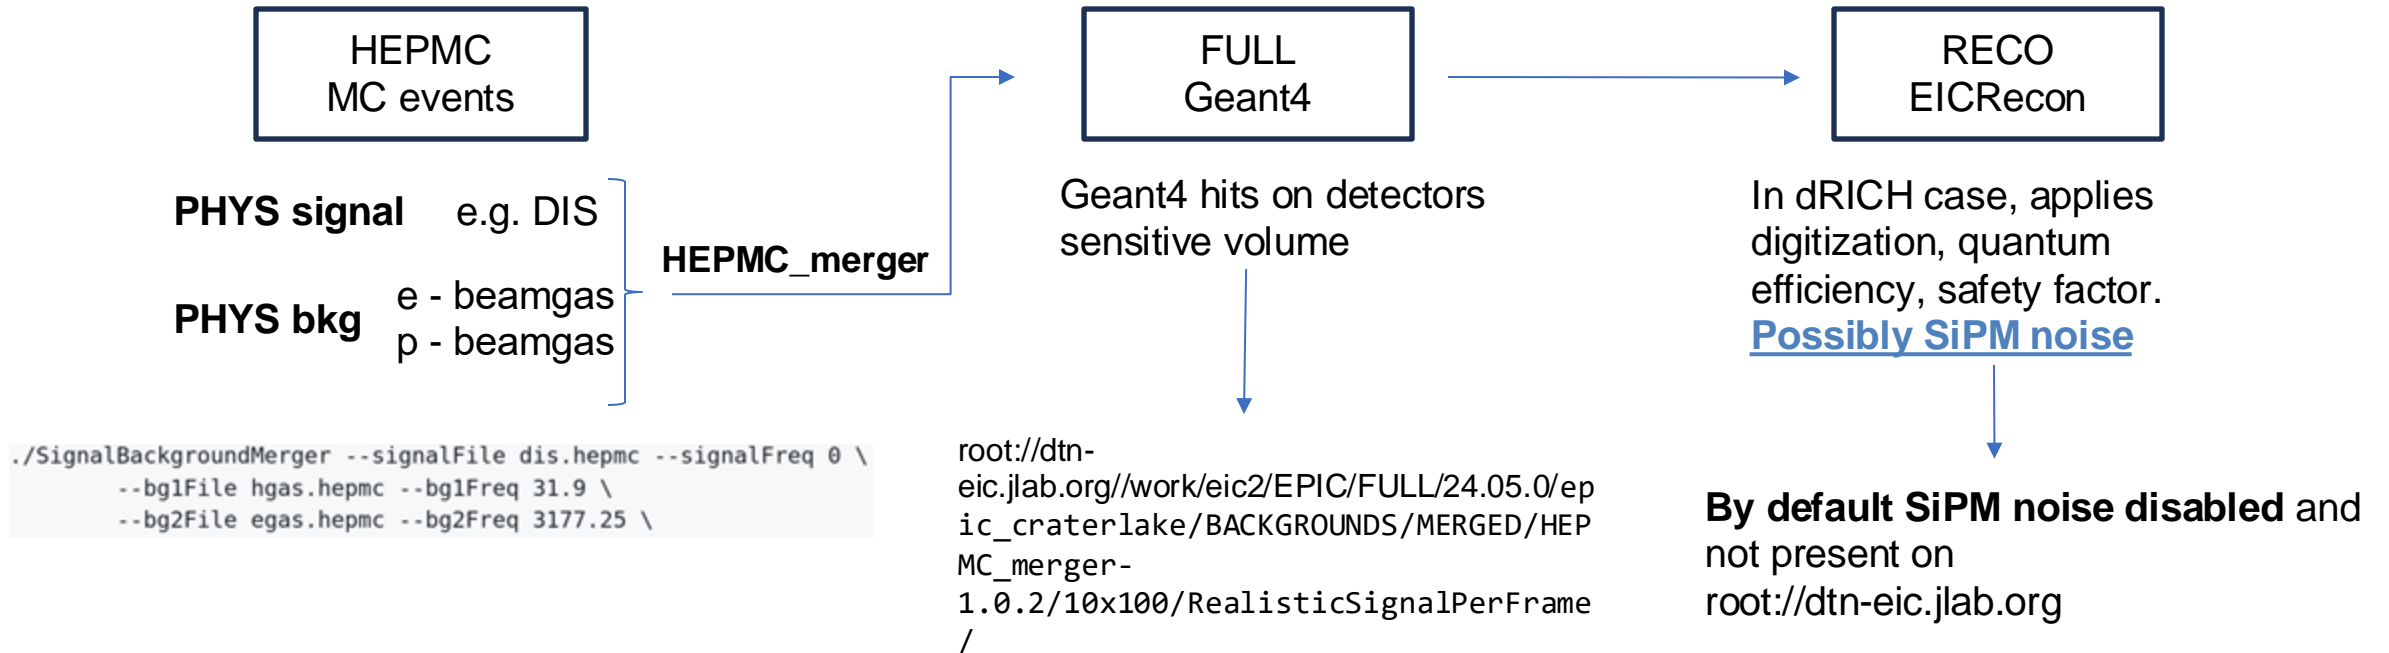 HEPMC
MC events
FULL
Geant4
RECO
EICRecon
PHYS signal e.g. DIS
PHYS bkg
e - beamgas
p - beamgas
HEPMC_merger
./SignalBackgroundMerger --signalFile dis.hepmc --signalFreq 0 \
--bg1File hgas.hepmc --bg1Freq 31.9 \
--bg2File egas.hepmc --bg2Freq 3177.25 \
Geant4 hits on detectors
sensitive volume
root://dtn-
eic.jlab.org//work/eic2/EPIC/FULL/24.05.0/ep
ic_craterlake/BACKGROUNDS/MERGED/HEP
MC_merger-
1.0.2/10x100/RealisticSignalPerFrame
/
In dRICH case, applies
digitization, quantum
efficiency, safety factor.
Possibly SiPM noise
By default SiPM noise disabled and
not present on
root://dtn-eic.jlab.org